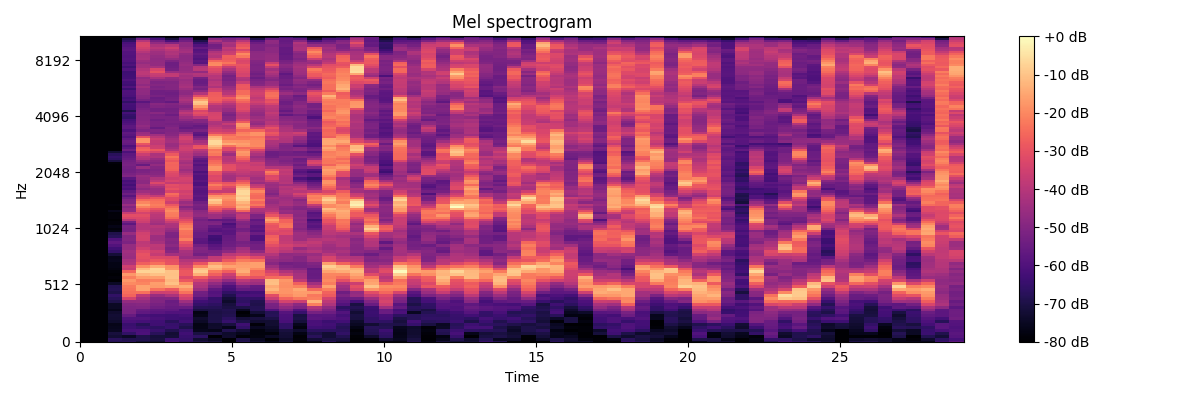 Mel spectrogram
8192
4096
2048
1024
512
0
Hz
0 5 10 15 20 25
Time
+0 dB
-10 dB
-20 dB
-30 dB
-40 dB
-50 dB
-60 dB
-70 dB
-80 dB